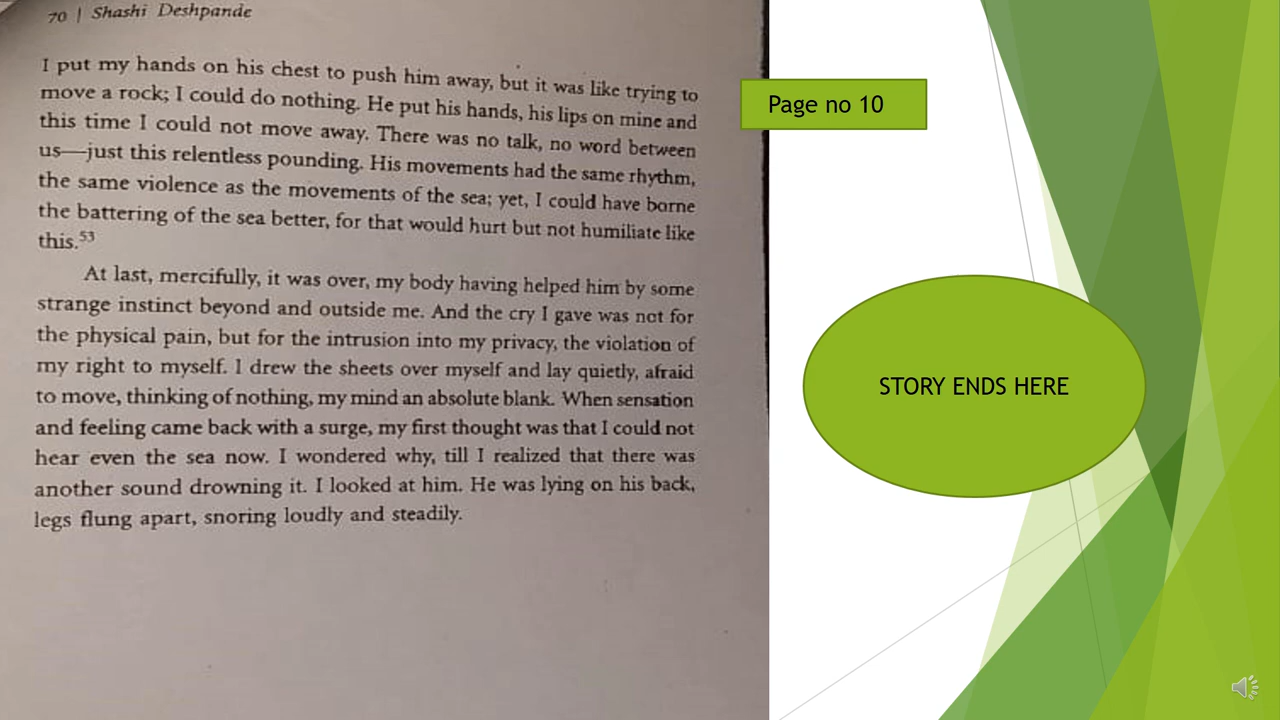 70 | Shashi Deshpande
I put my hands on his chest to push him away, but it was like trying to
move a rock; I could do nothing. He put his hands, his lips on mine and
this time I could not move away. There was no talk, no word between
us—just this relentless pounding. His movements had the same rhythm,
the same violence as the movements of the sea; yet, I could have borne
the battering of the sea better, for that would hurt but not humiliate like
this.53
At last, mercifully, it was over, my body having helped him by some
strange instinct beyond and outside me. And the cry I gave was not for
the physical pain, but for the intrusion into my privacy, the violation of
my right to myself. I drew the sheets over myself and lay quietly, afraid
to move, thinking of nothing, my mind an absolute blank. When sensation
and feeling came back with a surge, my first thought was that I could not
hear even the sea now. I wondered why, till I realized that there was
another sound drowning it. I looked at him. He was lying on his back,
legs flung apart, snoring loudly and steadily.
Page no 10
STORY ENDS HERE